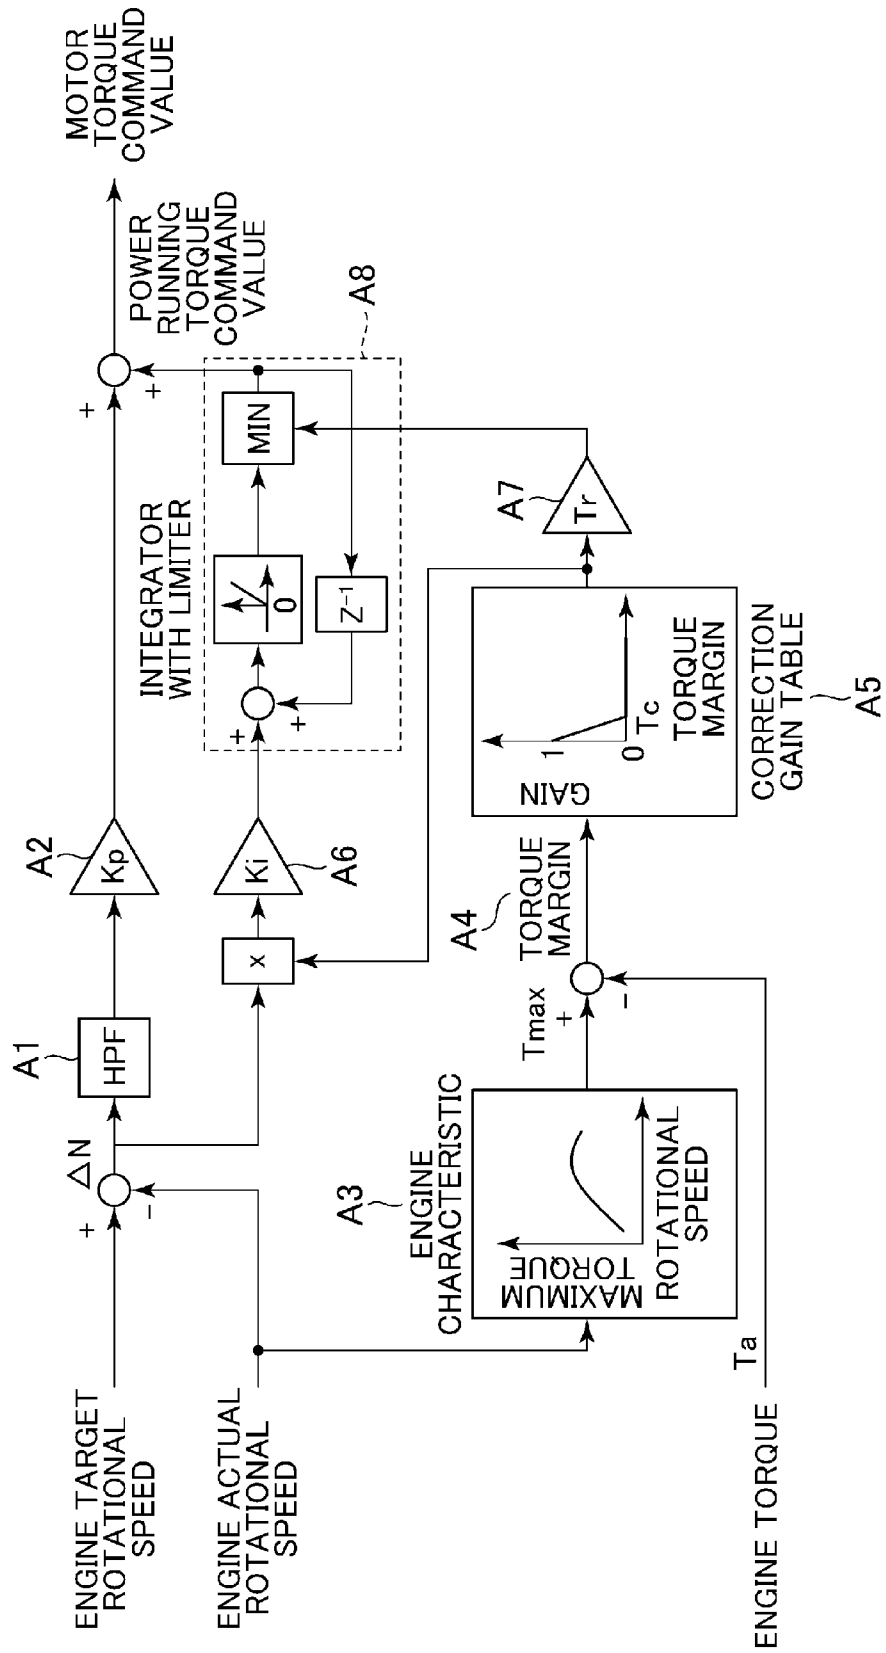 ENGINE TARGET
ROTATIONAL
SPEED
+
-
ΔN
A1
HPF
A2
Kp
+
+
MOTOR
TORQUE
COMMAND
VALUE
POWER
RUNNING
TORQUE
COMMAND
VALUE
ENGINE ACTUAL
ROTATIONAL
SPEED
x
Ki
A6
INTEGRATOR
WITH LIMITER
+
+
0
MIN
Z⁻¹
A8
A3
ENGINE
CHARACTERISTIC
MAXIMUM
TORQUE
ROTATIONAL
SPEED
Tmax
+
-
A4
TORQUE
MARGIN
GAIN
1
0
Tc
TORQUE
MARGIN
CORRECTION
GAIN TABLE
A5
A7
Tr
ENGINE TORQUE
Ta